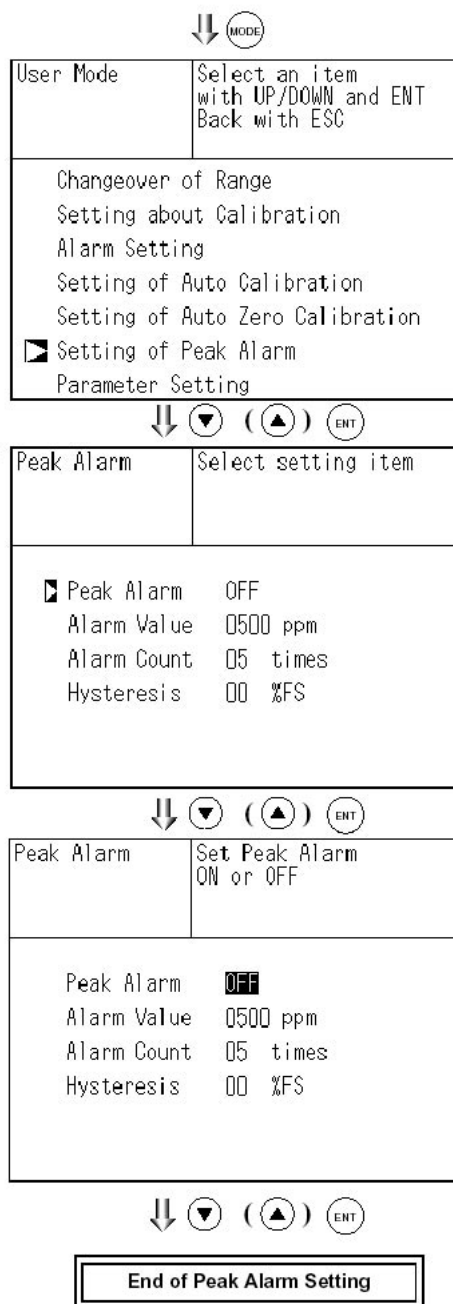 MODE
User Mode
Select an item
with UP/DOWN and ENT
Back with ESC
Changeover of Range
Setting about Calibration
Alarm Setting
Setting of Auto Calibration
Setting of Auto Zero Calibration
Setting of Peak Alarm
Parameter Setting
( ) ENT
Peak Alarm
Select setting item
Peak Alarm OFF
Alarm Value 0500 ppm
Alarm Count 05 times
Hysteresis 00 %FS
( ) ENT
Peak Alarm
Set Peak Alarm
ON or OFF
Peak Alarm OFF
Alarm Value 0500 ppm
Alarm Count 05 times
Hysteresis 00 %FS
( ) ENT
End of Peak Alarm Setting